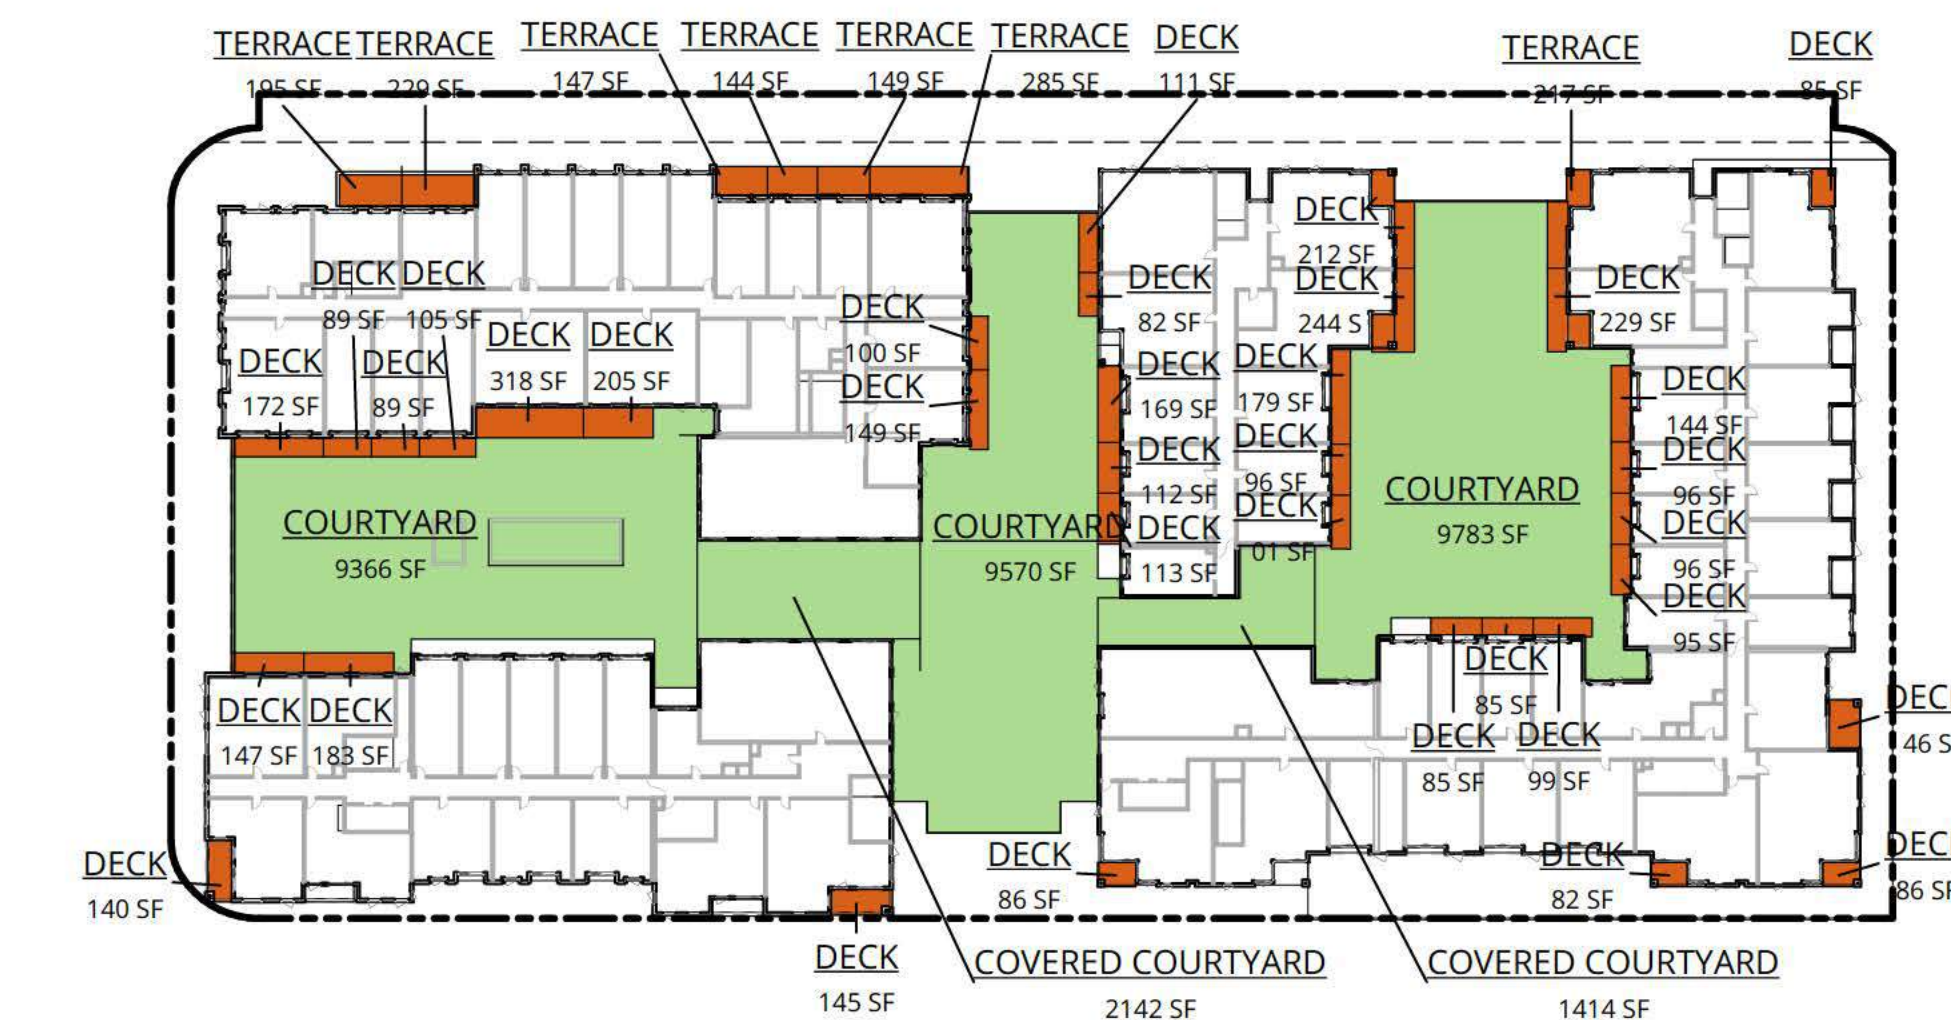 TERRACE
195 SF
TERRACE
229 SF
TERRACE
147 SF
TERRACE
144 SF
TERRACE
149 SF
TERRACE
285 SF
DECK
111 SF
TERRACE
217 SF
DECK
85 SF
DECK
212 SF
DECK
89 SF
DECK
105 SF
DECK
82 SF
DECK
244 S
DECK
229 SF
DECK
100 SF
DECK
318 SF
DECK
205 SF
DECK
172 SF
DECK
89 SF
DECK
149 SF
DECK
169 SF
DECK
179 SF
DECK
144 SF
DECK
112 SF
DECK
96 SF
DECK
96 SF
COURTYARD
9366 SF
COURTYARD
9570 SF
COURTYARD
9783 SF
DECK
113 SF
DECK
01 SF
DECK
96 SF
DECK
95 SF
DECK
85 SF
DECK
147 SF
DECK
183 SF
DECK
85 SF
DECK
99 SF
DEC
46 S
DECK
140 SF
DECK
86 SF
DECK
82 SF
DEC
86 SF
DECK
145 SF
COVERED COURTYARD
2142 SF
COVERED COURTYARD
1414 SF